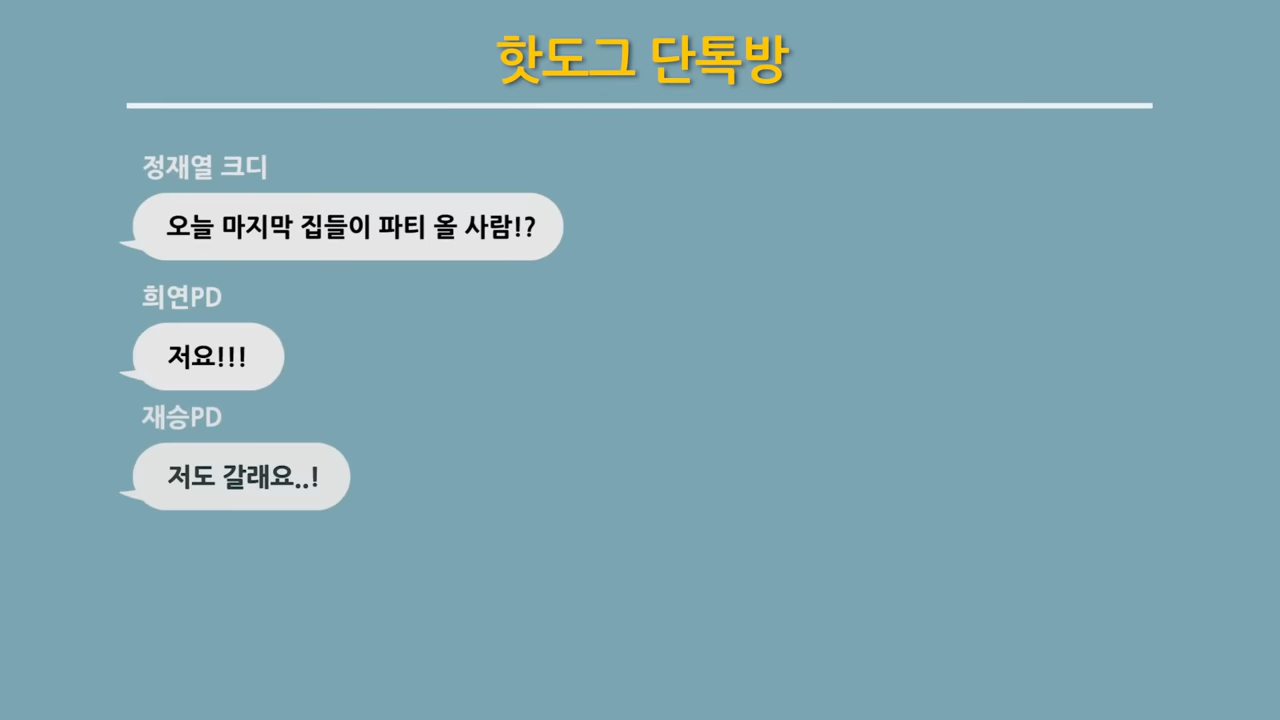 핫도그 단톡방
정재열 크디
오늘 마지막 집들이 파티 올 사람!?
희연PD
저요!!!
재승PD
저도 갈래요..!